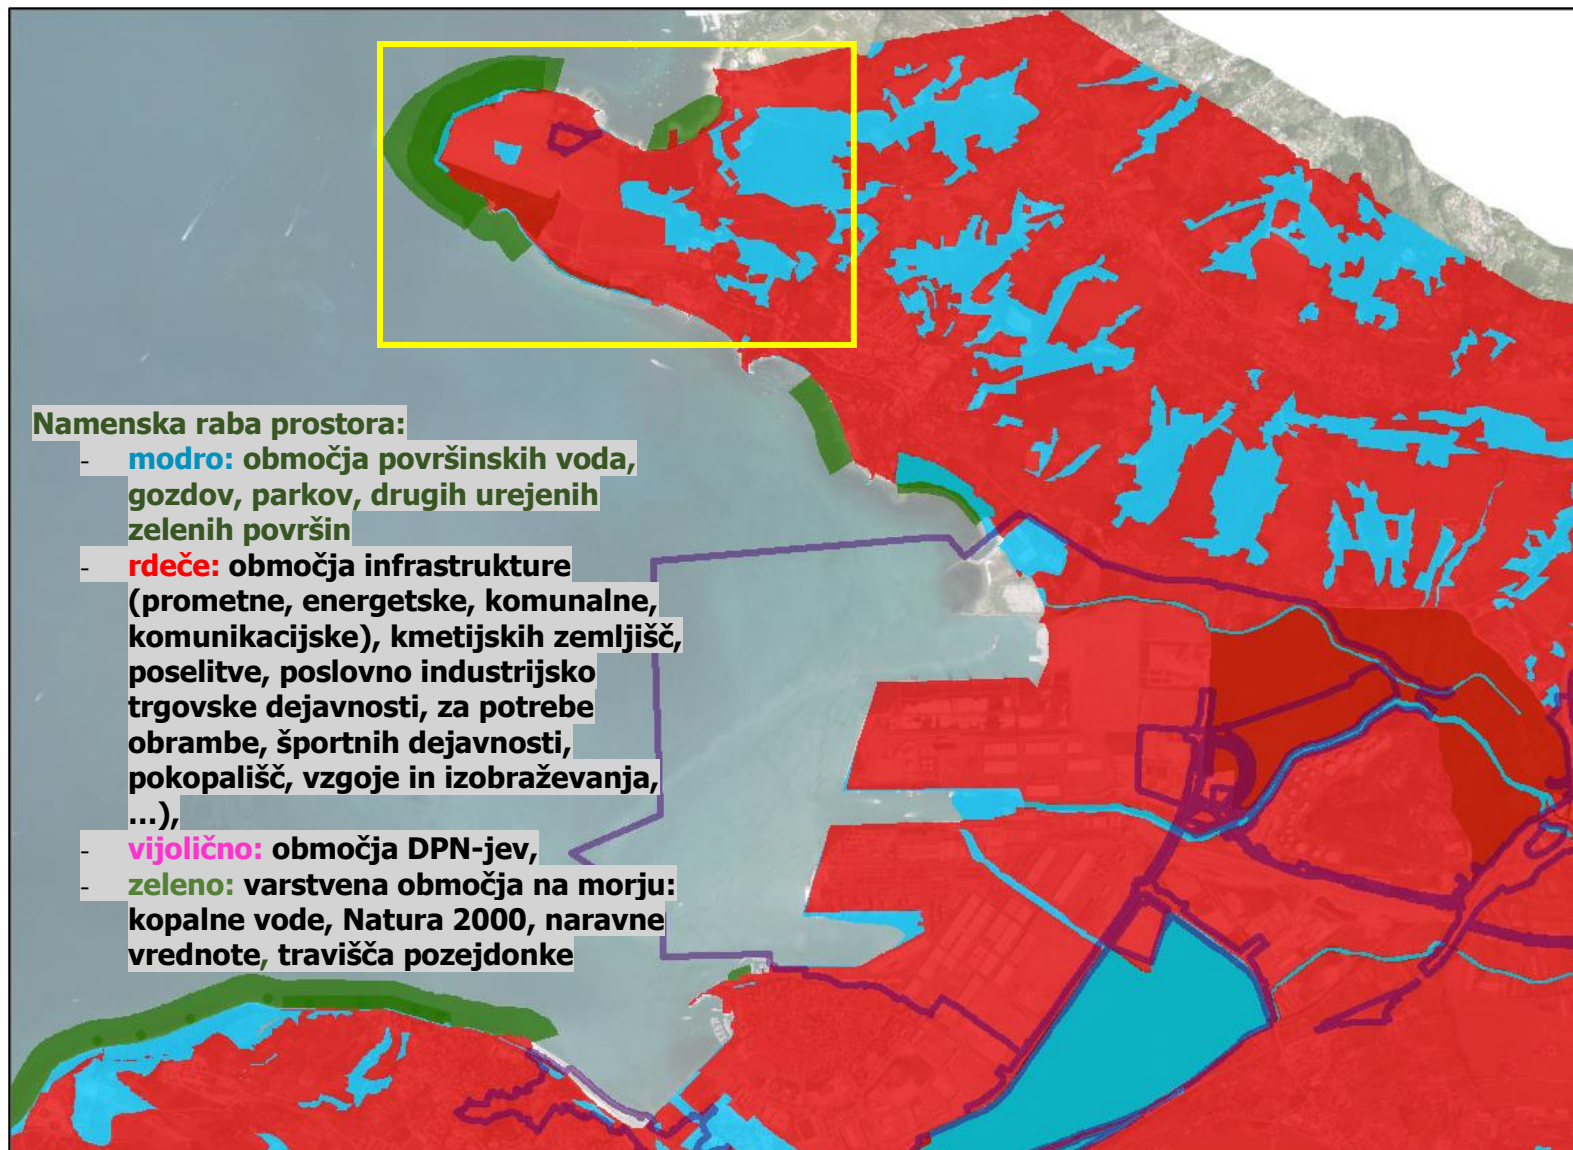 Namenska raba prostora:
- modro: območja površinskih voda,
gozdov, parkov, drugih urejenih
zelenih površin
- rdeče: območja infrastrukture
(prometne, energetske, komunalne,
komunikacijske), kmetijskih zemljišč,
poselitve, poslovno industrijsko
trgovske dejavnosti, za potrebe
obrambe, športnih dejavnosti,
pokopališč, vzgoje in izobraževanja,
...),
- vijolično: območja DPN-jev,
- zeleno: varstvena območja na morju:
kopalne vode, Natura 2000, naravne
vrednote, travišča pozejdonke